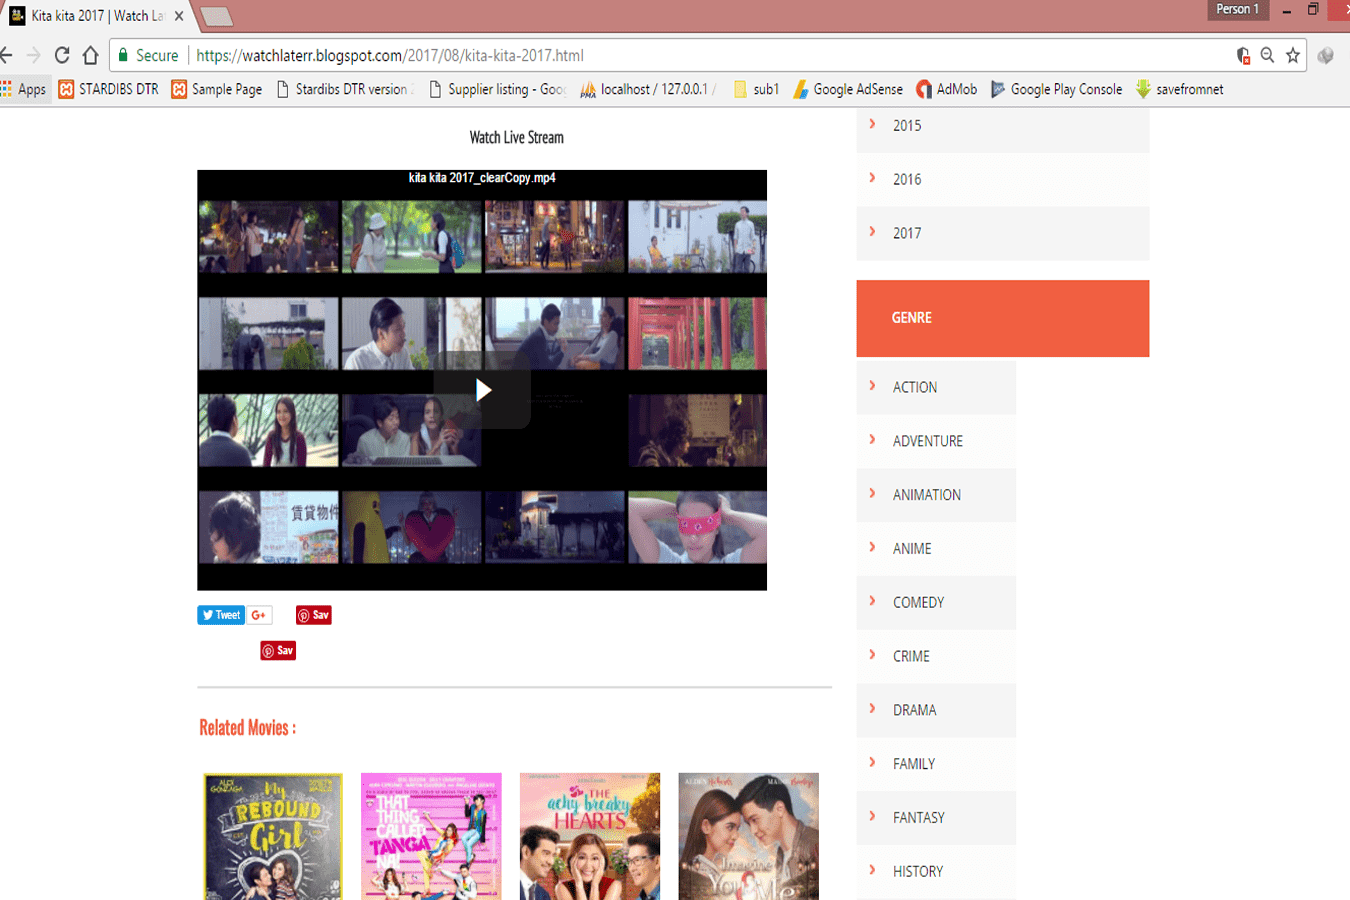 Kita kita 2017 | Watch La
Person 1
Secure
https://watchlaterr.blogspot.com/2017/08/kita-kita-2017.html
Apps
STARDIBS DTR
Sample Page
Stardibs DTR version
Supplier listing - Goo
localhost / 127.0.0.1 /
sub1
Google AdSense
AdMob
Google Play Console
savefromnet
Watch Live Stream
kita kita 2017_clearCopy.mp4
賃貸物件
Tweet
G+
Sav
Sav
Related Movies :
ALEX GONZAGA
My
REBOUND
Girl
THAT
THING
CALLED
TANGA
NA!
THE
achy breaky
HEARTS
Imagine
YOU & Me
2015
2016
2017
GENRE
ACTION
ADVENTURE
ANIMATION
ANIME
COMEDY
CRIME
DRAMA
FAMILY
FANTASY
HISTORY